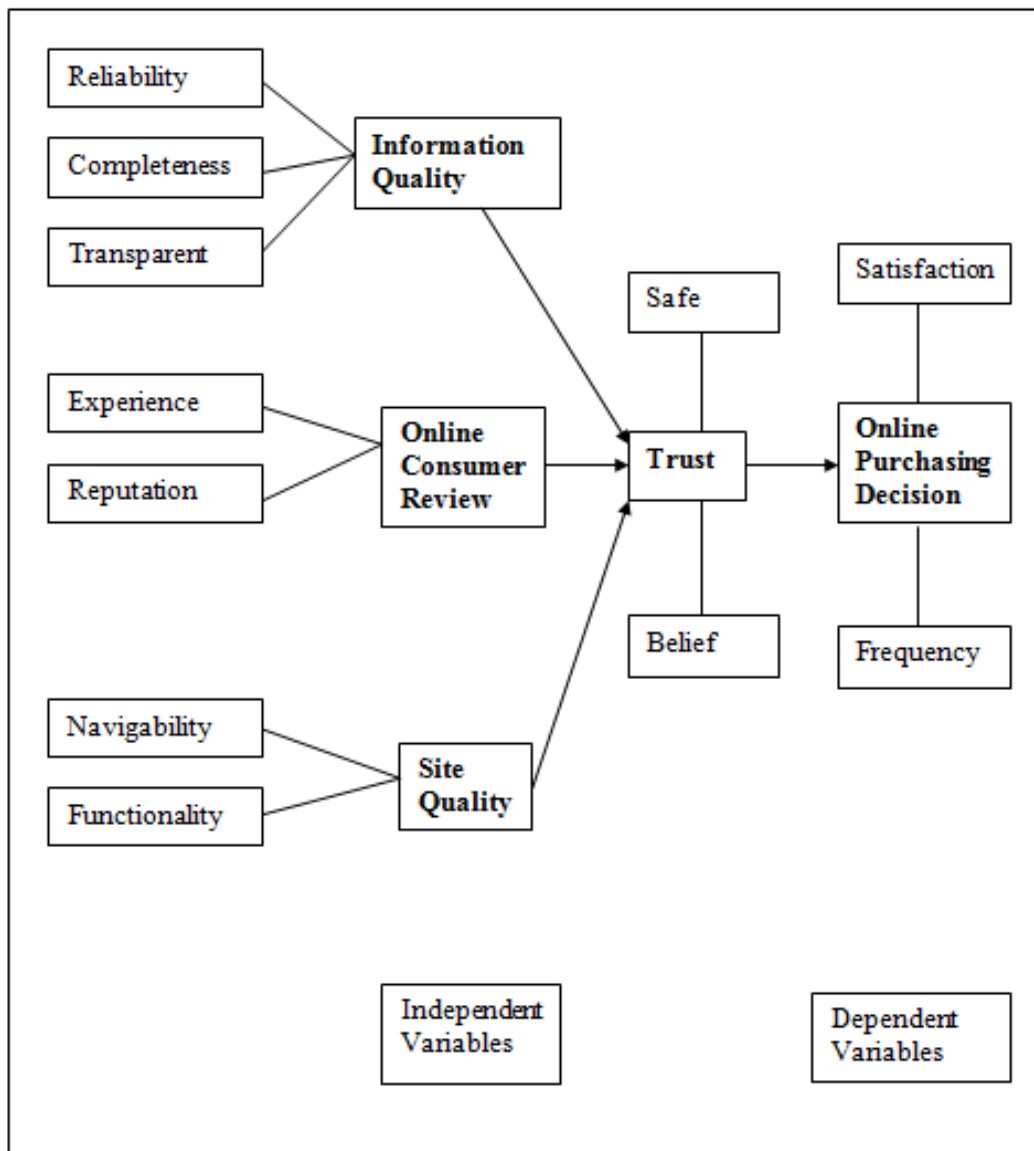 Reliability
Completeness
Transparent
Information
Quality
Experience
Reputation
Online
Consumer
Review
Navigability
Functionality
Site
Quality
Safe
Trust
Belief
Satisfaction
Online
Purchasing
Decision
Frequency
Independent
Variables
Dependent
Variables